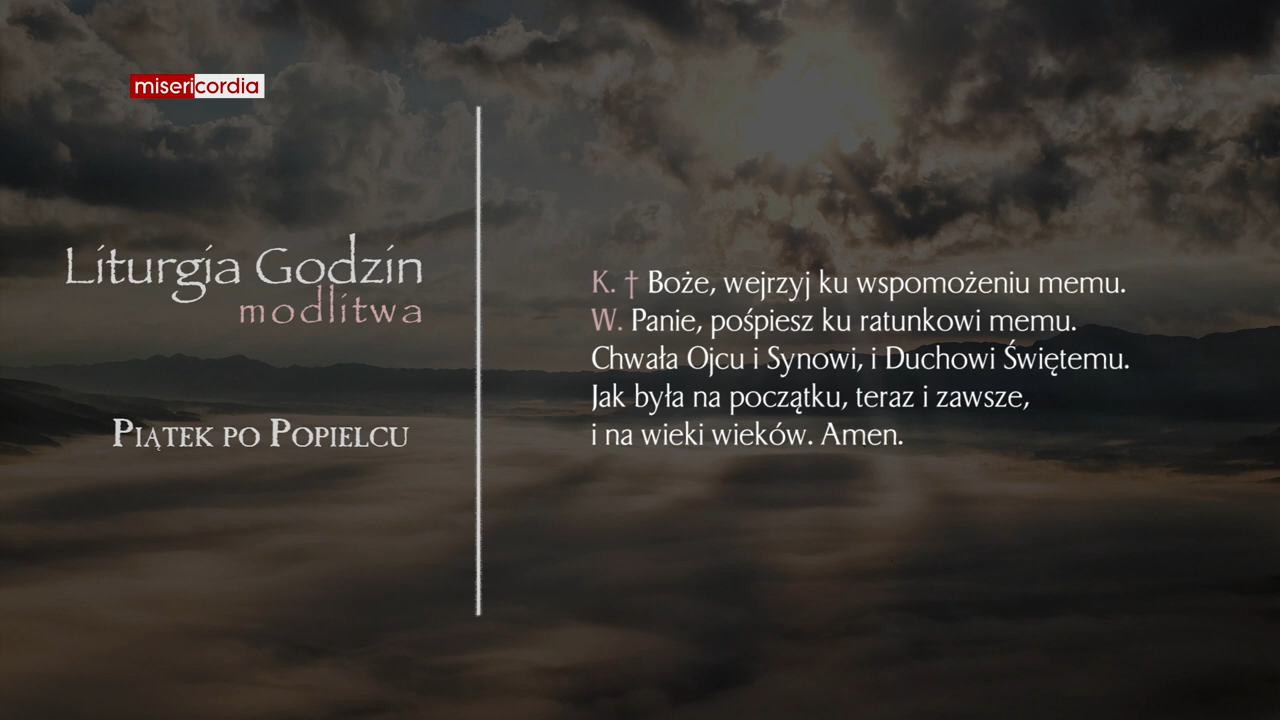 misericordia
Liturgia Godzin
modlitwa
Piątek po Popielcu
K. † Boże, wejrzyj ku wspomożeniu memu.
W. Panie, pośpiesz ku ratunkowi memu.
Chwała Ojcu i Synowi, i Duchowi Świętemu.
Jak była na początku, teraz i zawsze,
i na wieki wieków. Amen.